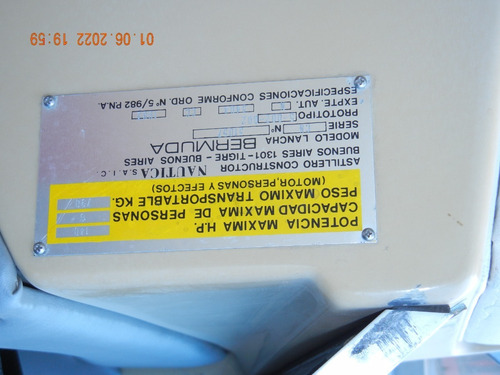 POTENCIA MAXIMA H.P.
CAPACIDAD MAXIMA DE PERSONAS
PESO MAXIMO TRANSPORTABLE KG.
(MOTOR, PERSONAS Y EFECTOS)
ASTILLERO CONSTRUCTOR NAUTICA S.A.I.C.
BUENOS AIRES 1301-TIGRE-BUENOS AIRES
MODELO LANCHA BERMUDA
SERIE Nº
PROTOTIPO
EXPTE. AUT.
ESPECIFICACIONES CONFORME ORD. Nº 5/982 P.N.A.
01.06.2022 19:59